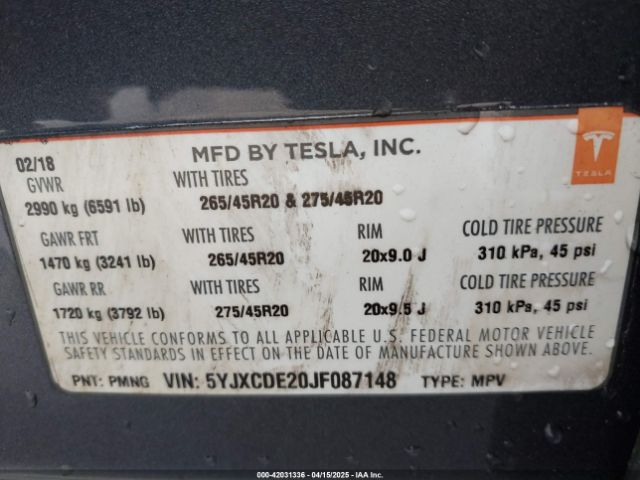 02/18 MFD BY TESLA, INC.
TESLA
GVWR WITH TIRES
2990 kg (6591 lb) 265/45R20 & 275/45R20
GAWR FRT WITH TIRES RIM COLD TIRE PRESSURE
1470 kg (3241 lb) 265/45R20 20x9.0 J 310 kPa, 45 psi
GAWR RR WITH TIRES RIM COLD TIRE PRESSURE
1720 kg (3792 lb) 275/45R20 20x9.5 J 310 kPa, 45 psi
THIS VEHICLE CONFORMS TO ALL APPLICABLE U.S. FEDERAL MOTOR VEHICLE
SAFETY STANDARDS IN EFFECT ON THE DATE OF MANUFACTURE SHOWN ABOVE.
PNT: PMNG VIN: 5YJXCDE20JF087148 TYPE: MPV
000-42031336 - 04/15/2025 - IAA Inc.